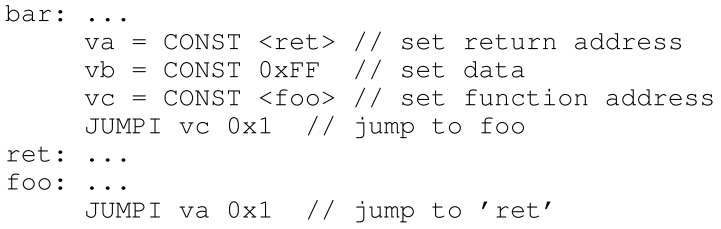 bar: ...
     va = CONST <ret> // set return address
     vb = CONST 0xFF  // set data
     vc = CONST <foo> // set function address
     JUMPI vc 0x1  // jump to foo
ret: ...
foo: ...
     JUMPI va 0x1  // jump to ’ret’